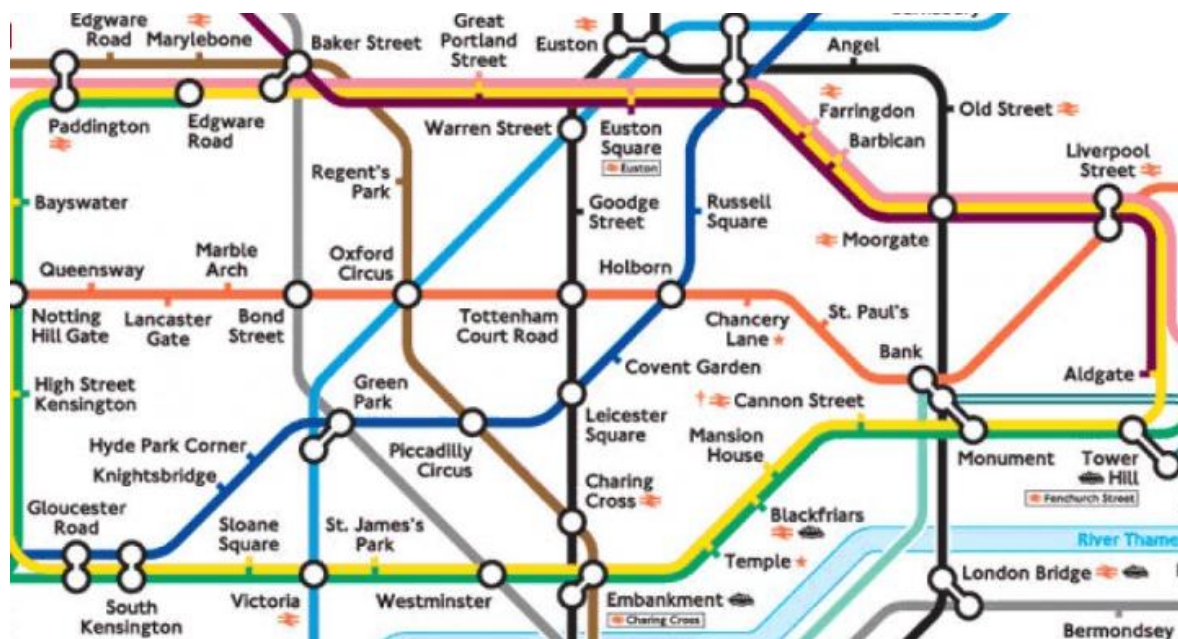 Edgware
Road
Marylebone
Baker Street
Great
Portland
Street
Euston
Angel
Paddington
Edgware
Road
Warren Street
Euston
Square
Euston
Farringdon
Barbican
Old Street
Liverpool
Street
Regent's
Park
Goodge
Street
Russell
Square
Bayswater
Moorgate
Queensway
Marble
Arch
Oxford
Circus
Holborn
Notting
Hill Gate
Lancaster
Gate
Bond
Street
Tottenham
Court Road
Chancery
Lane
St. Paul's
Bank
Covent Garden
Aldgate
High Street
Kensington
Green
Park
Cannon Street
Leicester
Square
Hyde Park Corner
Piccadilly
Circus
Mansion
House
Monument
Tower
Hill
Fenchurch Street
Knightsbridge
Charing
Cross
Gloucester
Road
Sloane
Square
St. James's
Park
Blackfriars
River Thame
Temple
London Bridge
South
Kensington
Victoria
Westminster
Embankment
Charing Cross
Bermondsey